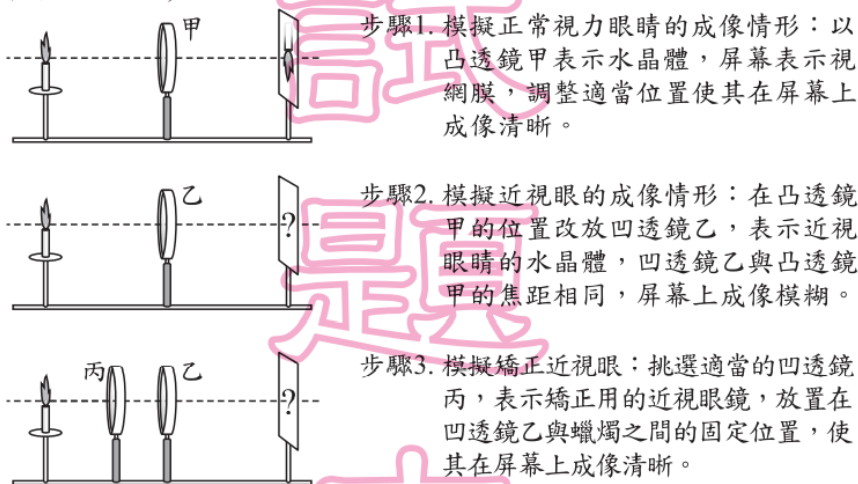 甲
步驟1. 模擬正常視力眼睛的成像情形：以
凸透鏡甲表示水晶體，屏幕表示視
網膜，調整適當位置使其在屏幕上
成像清晰。
乙
?
步驟2. 模擬近視眼的成像情形：在凸透鏡
甲的位置改放凹透鏡乙，表示近視
眼睛的水晶體，凹透鏡乙與凸透鏡
甲的焦距相同，屏幕上成像模糊。
丙
乙
?
步驟3. 模擬矯正近視眼：挑選適當的凹透鏡
丙，表示矯正用的近視眼鏡，放置在
凹透鏡乙與蠟燭之間的固定位置，使
其在屏幕上成像清晰。
試
題